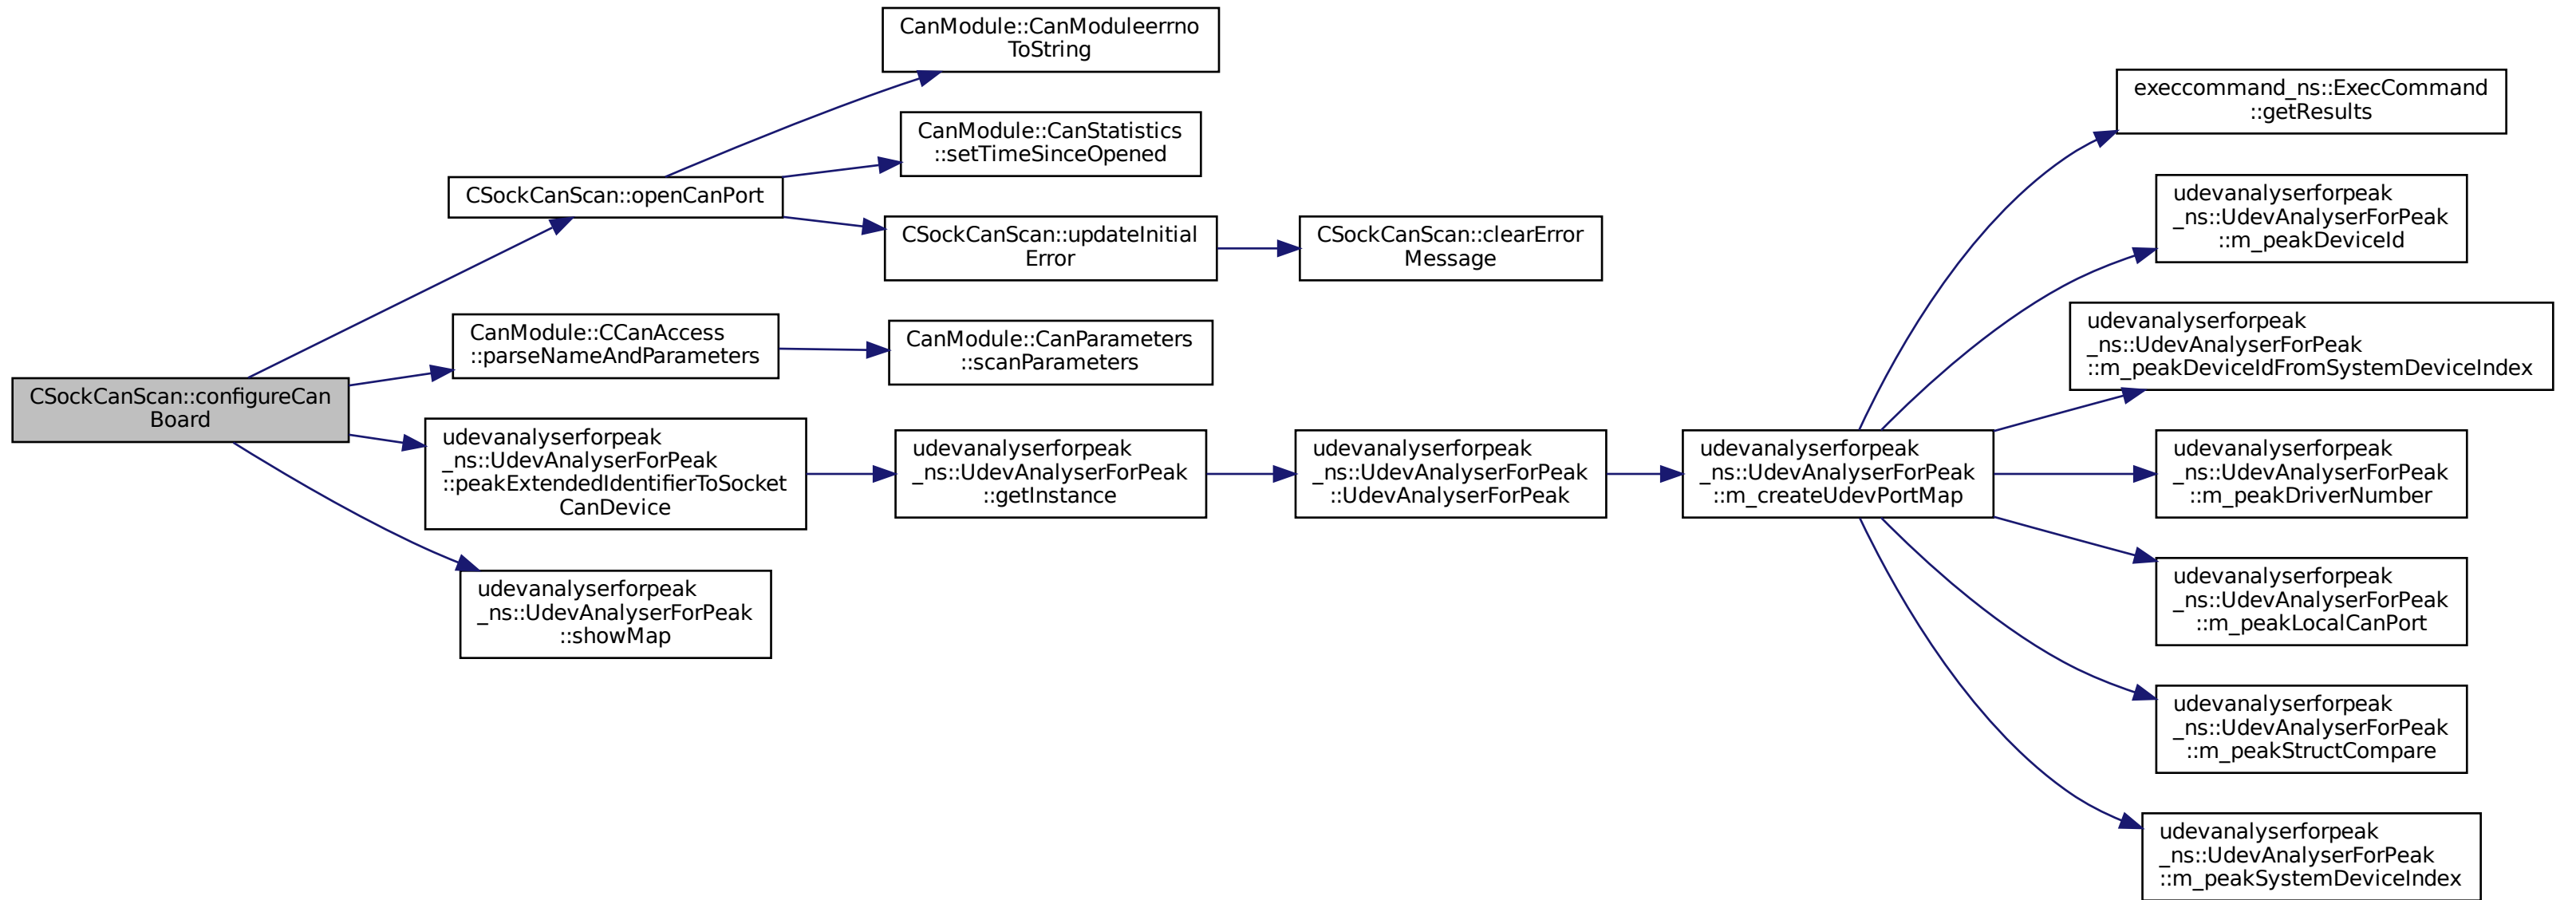 CSockCanScan::configureCan
Board
CSockCanScan::openCanPort
CanModule::CanModuleerrno
ToString
CanModule::CanStatistics
::setTimeSinceOpened
CSockCanScan::updateInitial
Error
CSockCanScan::clearError
Message
CanModule::CCanAccess
::parseNameAndParameters
CanModule::CanParameters
::scanParameters
udevanalyserforpeak
_ns::UdevAnalyserForPeak
::peakExtendedIdentifierToSocket
CanDevice
udevanalyserforpeak
_ns::UdevAnalyserForPeak
::getInstance
udevanalyserforpeak
_ns::UdevAnalyserForPeak
::UdevAnalyserForPeak
udevanalyserforpeak
_ns::UdevAnalyserForPeak
::m_createUdevPortMap
execcommand_ns::ExecCommand
::getResults
udevanalyserforpeak
_ns::UdevAnalyserForPeak
::m_peakDeviceId
udevanalyserforpeak
_ns::UdevAnalyserForPeak
::m_peakDeviceIdFromSystemDeviceIndex
udevanalyserforpeak
_ns::UdevAnalyserForPeak
::m_peakDriverNumber
udevanalyserforpeak
_ns::UdevAnalyserForPeak
::m_peakLocalCanPort
udevanalyserforpeak
_ns::UdevAnalyserForPeak
::m_peakStructCompare
udevanalyserforpeak
_ns::UdevAnalyserForPeak
::m_peakSystemDeviceIndex
udevanalyserforpeak
_ns::UdevAnalyserForPeak
::showMap